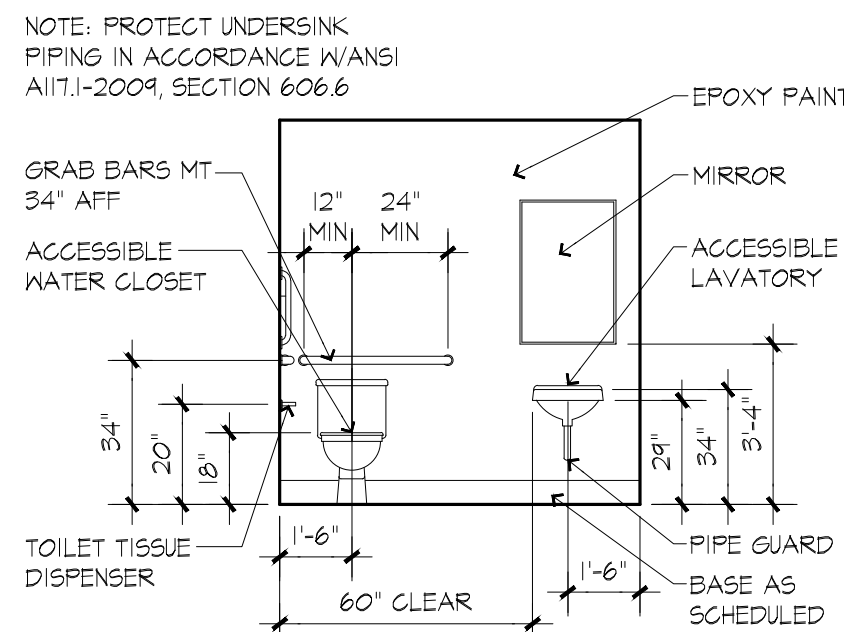 NOTE: PROTECT UNDERSINK
PIPING IN ACCORDANCE W/ANSI
A117.1-2009, SECTION 606.6
EPOXY PAINT
GRAB BARS MT
34" AFF
12"
MIN
24"
MIN
MIRROR
ACCESSIBLE
WATER CLOSET
ACCESSIBLE
LAVATORY
34"
20"
18"
29"
34"
3'-4"
TOILET TISSUE
DISPENSER
1'-6"
60" CLEAR
1'-6"
PIPE GUARD
BASE AS
SCHEDULED